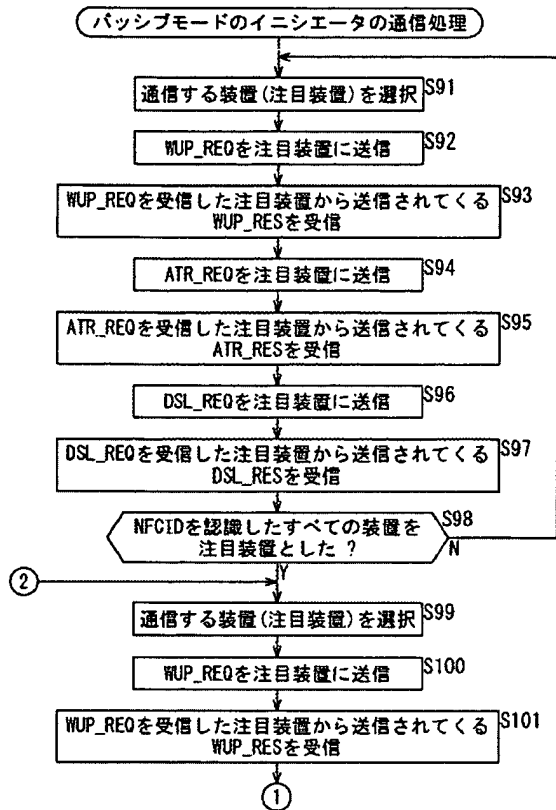 パッシブモードのイニシエータの通信処理
通信する装置(注目装置)を選択
S91
WUP_REQを注目装置に送信
S92
WUP_REQを受信した注目装置から送信されてくる
WUP_RESを受信
S93
ATR_REQを注目装置に送信
S94
ATR_REQを受信した注目装置から送信されてくる
ATR_RESを受信
S95
DSL_REQを注目装置に送信
S96
DSL_REQを受信した注目装置から送信されてくる
DSL_RESを受信
S97
NFCIDを認識したすべての装置を
注目装置とした ?
S98
N
Y
2
通信する装置(注目装置)を選択
S99
WUP_REQを注目装置に送信
S100
WUP_REQを受信した注目装置から送信されてくる
WUP_RESを受信
S101
1